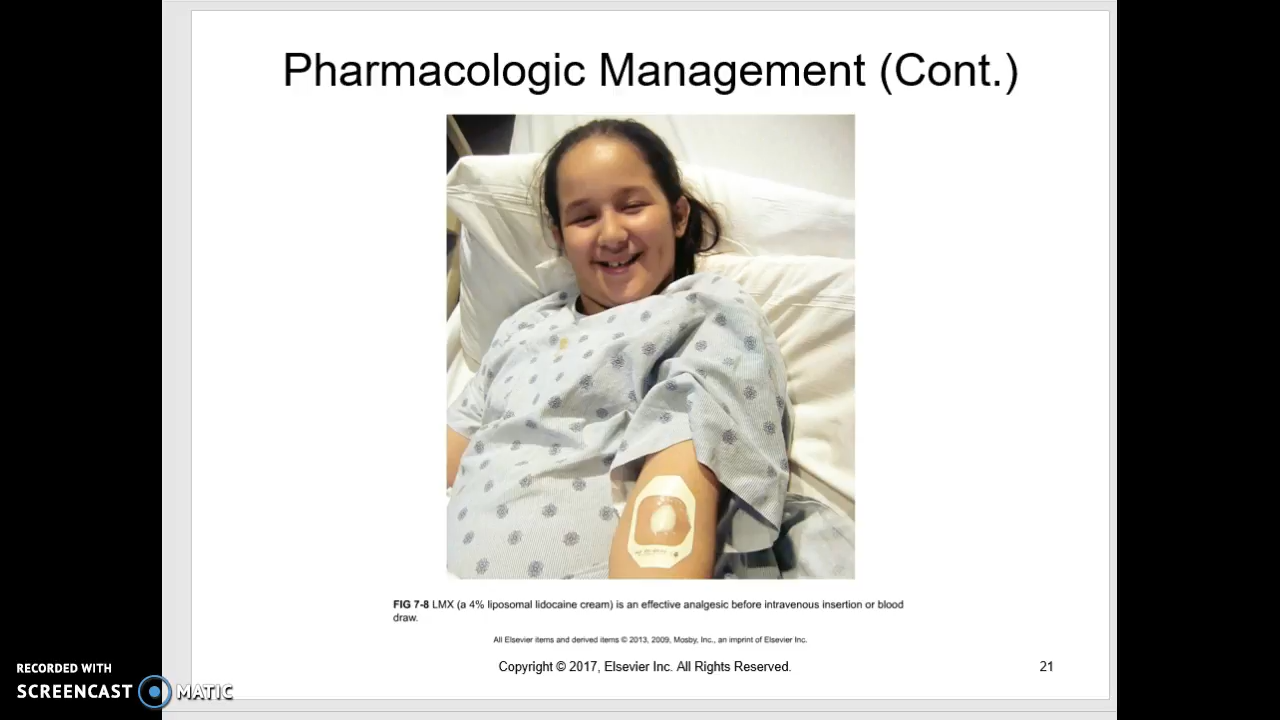 Pharmacologic Management (Cont.)
FIG 7-8 LMX (a 4% liposomal lidocaine cream) is an effective analgesic before intravenous insertion or blood
draw.
All Elsevier items and derived items © 2013, 2009, Mosby, Inc., an imprint of Elsevier Inc.
Copyright © 2017, Elsevier Inc. All Rights Reserved.
21
RECORDED WITH
SCREENCAST MATIC